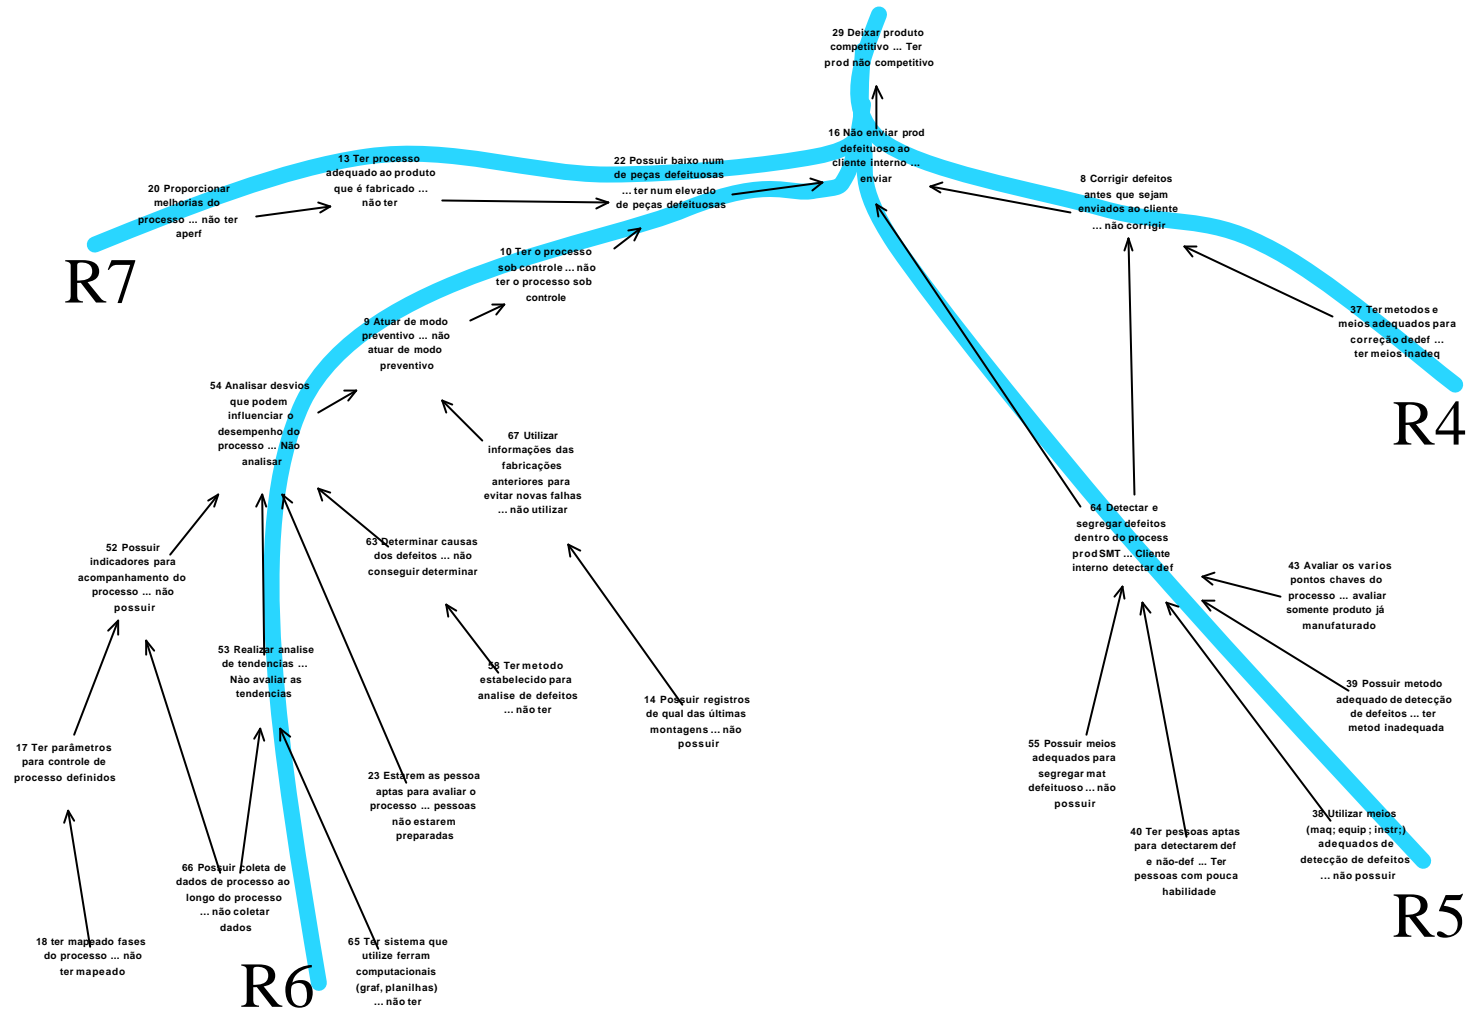 29 Deixar produto
competitivo ... Ter
prod não competitivo
16 Não enviar prod
defeituoso ao
cliente interno ...
enviar
13 Ter processo
adequado ao produto
que é fabricado ...
não ter
22 Possuir baixo num
de peças defeituosas
... ter num elevado
de peças defeituosas
20 Proporcionar
melhorias do
processo ... não ter
aperf
8 Corrigir defeitos
antes que sejam
enviados ao cliente
... não corrigir
R7
10 Ter o processo
sob controle ... não
ter o processo sob
controle
9 Atuar de modo
preventivo ... não
atuar de modo
preventivo
37 Ter metodos e
meios adequados para
correção dedef ...
ter meios inadeq
R4
54 Analisar desvios
que podem
influenciar o
desempenho do
processo ... Não
analisar
67 Utilizar
informações das
fabricações
anteriores para
evitar novas falhas
... não utilizar
64 Detectar e
segregar defeitos
dentro do process
prod SMT ... Cliente
interno detectar def
52 Possuir
indicadores para
acompanhamento do
processo ... não
possuir
63 Determinar causas
dos defeitos ... não
conseguir determinar
43 Avaliar os varios
pontos chaves do
processo ... avaliar
somente produto já
manufaturado
53 Realizar analise
de tendencias ...
Nào avaliar as
tendencias
58 Ter metodo
estabelecido para
analise de defeitos
... não ter
14 Possuir registros
de qual das últimas
montagens ... não
possuir
39 Possuir metodo
adequado de detecção
de defeitos ... ter
metod inadequada
17 Ter parâmetros
para controle de
processo definidos
23 Estarem as pessoa
aptas para avaliar o
processo ... pessoas
não estarem
preparadas
55 Possuir meios
adequados para
segregar mat
defeituoso ... não
possuir
40 Ter pessoas aptas
para detectarem def
e não-def ... Ter
pessoas com pouca
habilidade
38 Utilizar meios
(maq; equip ; instr;)
adequados de
detecção de defeitos
... não possuir
66 Possuir coleta de
dados de processo ao
longo do processo
... não coletar
dados
R5
18 ter mapeado fases
do processo ... não
ter mapeado
65 Ter sistema que
utilize ferram
computacionais
(graf, planilhas)
... não ter
R6